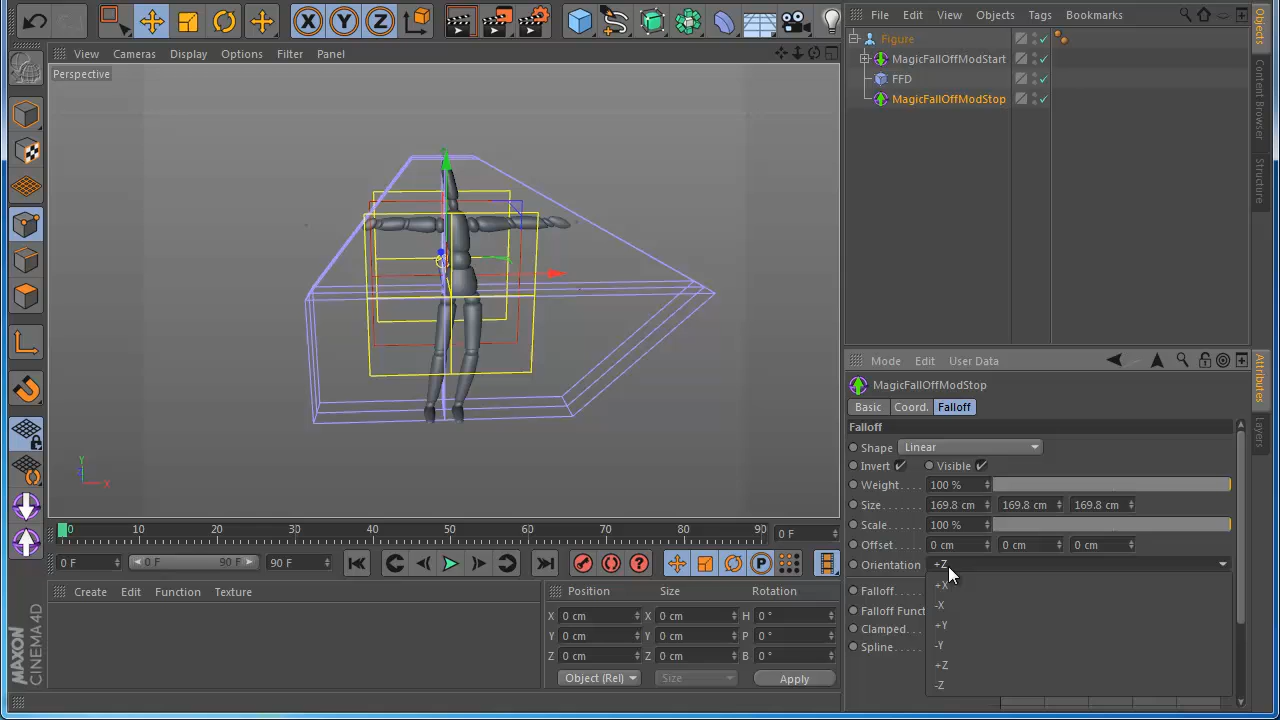 X Y Z
File Edit View Objects Tags Bookmarks
View Cameras Display Options Filter Panel
Perspective
Figure
MagicFallOffModStart
FFD
MagicFallOffModStop
Objects
Content Browser
Structure
Mode Edit User Data
MagicFallOffModStop
Basic Coord. Falloff
Falloff
Shape Linear
Invert Visible
Weight. . . . 100 %
Size. . . . . . 169.8 cm 169.8 cm 169.8 cm
Scale. . . . . 100 %
Offset. . . . 0 cm 0 cm 0 cm
Orientation +Z
+X
-X
+Y
-Y
+Z
-Z
Falloff. . .
Falloff Funct
Clamped. .
Spline. . . .
Attributes
Layers
Y
Z
X
0 10 20 30 40 50 60 70 80 90
0 F
0 F 0 F 90 F 90 F
P
Create Edit Function Texture
Position Size Rotation
X 0 cm X 0 cm H 0 °
Y 0 cm Y 0 cm P 0 °
Z 0 cm Z 0 cm B 0 °
Object (Rel) Size Apply
MAXON
CINEMA 4D